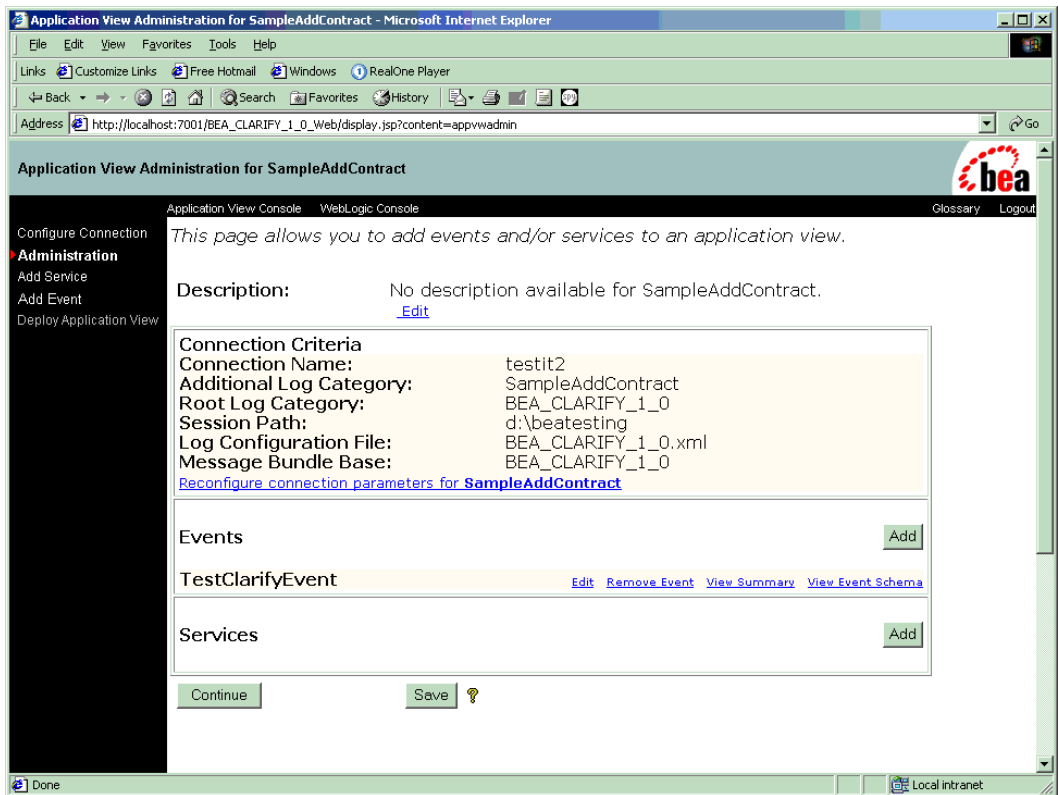 Application View Administration for SampleAddContract - Microsoft Internet Explorer
File Edit View Favorites Tools Help
Links Customize Links Free Hotmail Windows RealOne Player
Back Search Favorites History
Address http://localhost:7001/BEA_CLARIFY_1_0_Web/display.jsp?content=appvwadmin Go
Application View Administration for SampleAddContract
bea
Application View Console WebLogic Console Glossary Logout
Configure Connection
Administration
Add Service
Add Event
Deploy Application View
This page allows you to add events and/or services to an application view.
Description: No description available for SampleAddContract.
Edit
Connection Criteria
Connection Name: testit2
Additional Log Category: SampleAddContract
Root Log Category: BEA_CLARIFY_1_0
Session Path: d:\beatesting
Log Configuration File: BEA_CLARIFY_1_0.xml
Message Bundle Base: BEA_CLARIFY_1_0
Reconfigure connection parameters for SampleAddContract
Events Add
TestClarifyEvent Edit Remove Event View Summary View Event Schema
Services Add
Continue Save ?
Done Local intranet